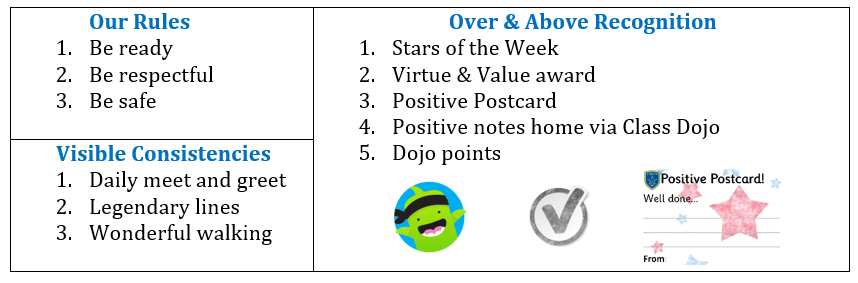 Our Rules
1. Be ready
2. Be respectful
3. Be safe
Visible Consistencies
1. Daily meet and greet
2. Legendary lines
3. Wonderful walking
Over & Above Recognition
1. Stars of the Week
2. Virtue & Value award
3. Positive Postcard
4. Positive notes home via Class Dojo
5. Dojo points
Positive Postcard!
Well done...
From: